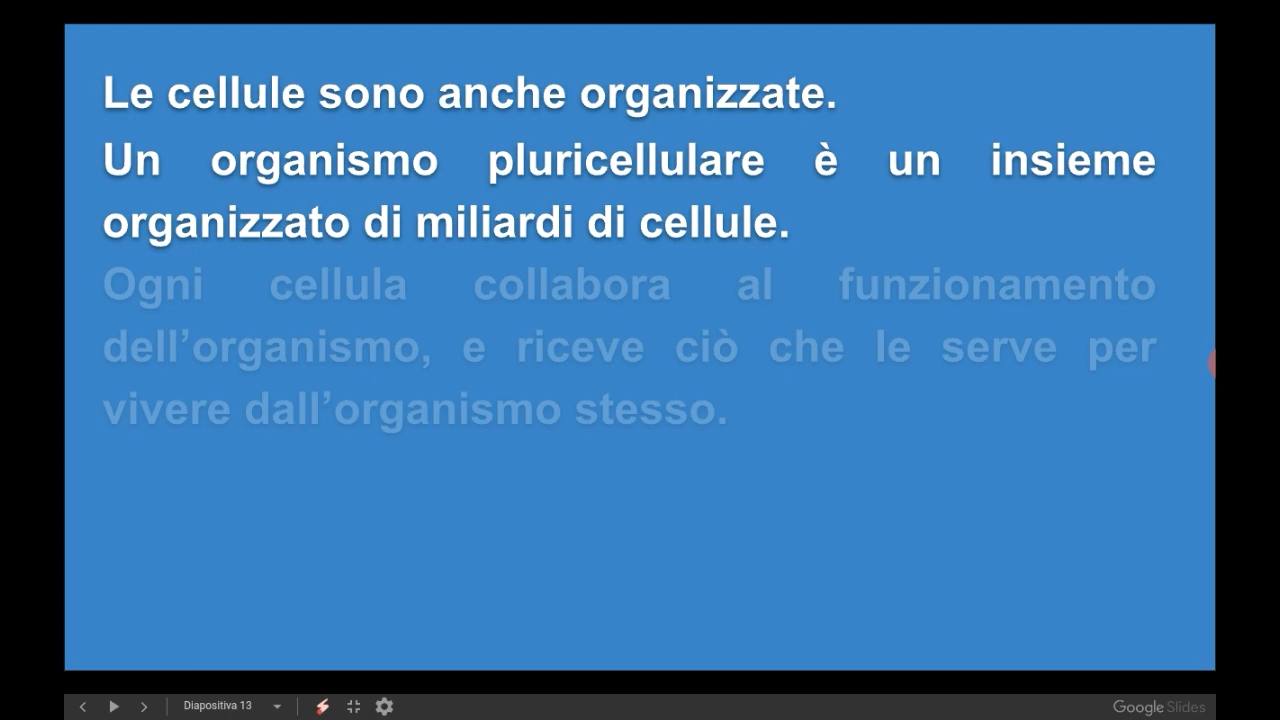 Le cellule sono anche organizzate.
Un organismo pluricellulare è un insieme
organizzato di miliardi di cellule.
Ogni cellula collabora al funzionamento
dell’organismo, e riceve ciò che le serve per
vivere dall’organismo stesso.
Diapositiva 13
Google Slides